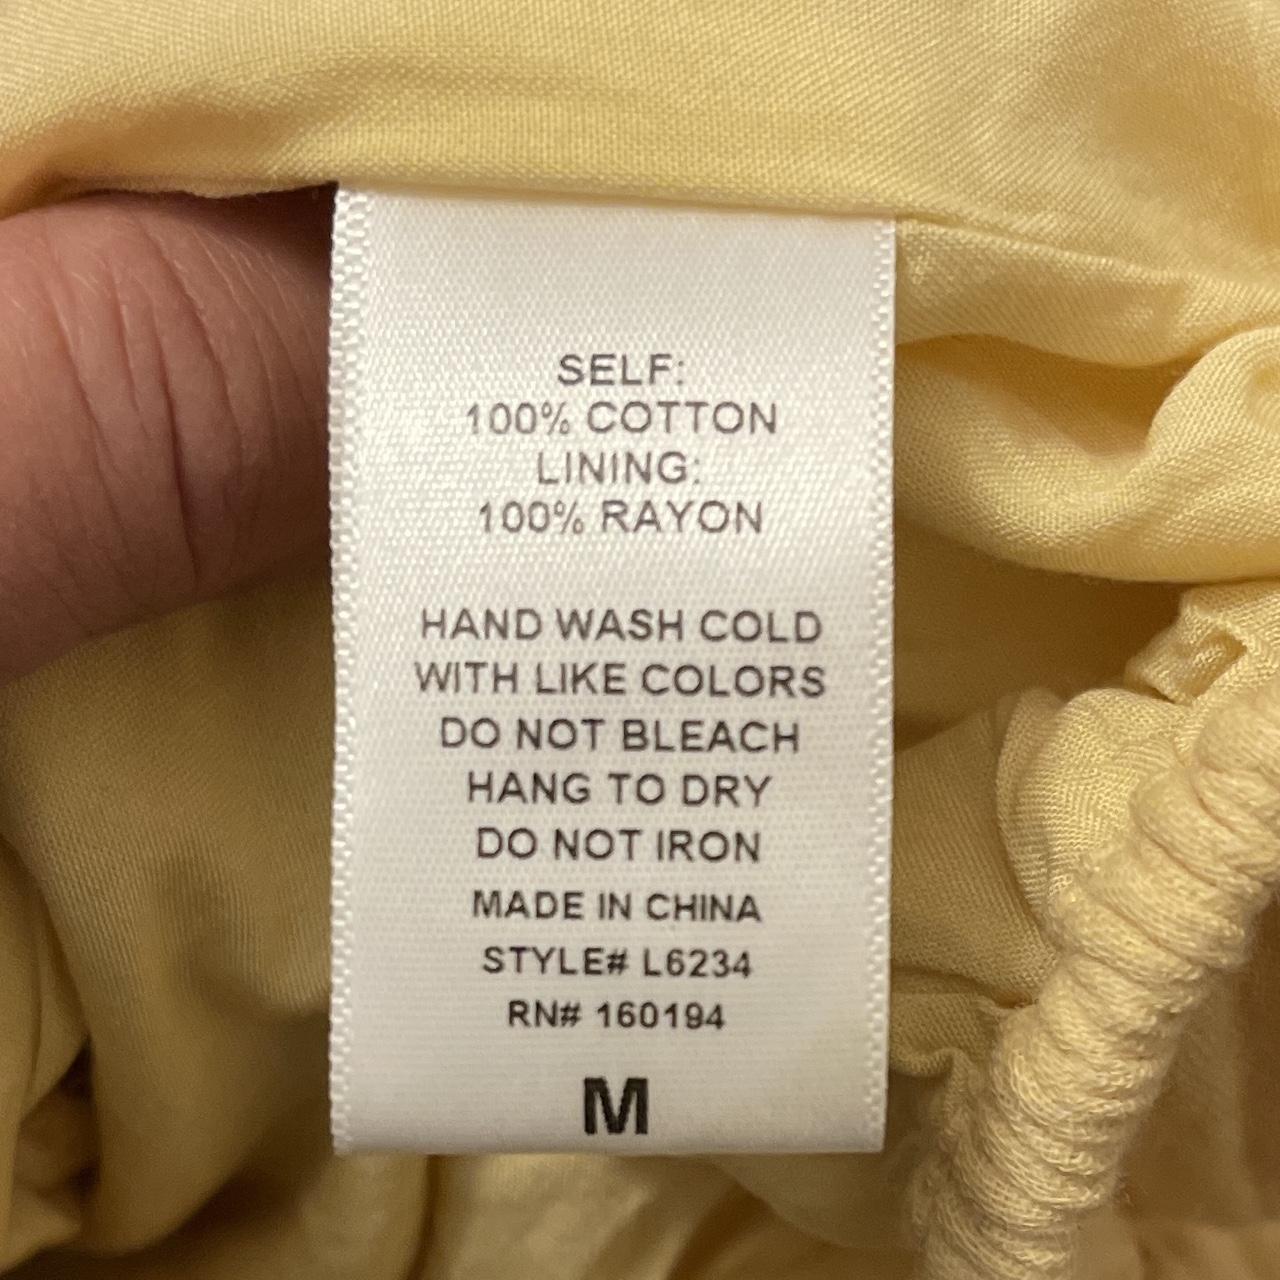 SELF:
100% COTTON
LINING:
100% RAYON
HAND WASH COLD
WITH LIKE COLORS
DO NOT BLEACH
HANG TO DRY
DO NOT IRON
MADE IN CHINA
STYLE# L6234
RN# 160194
M